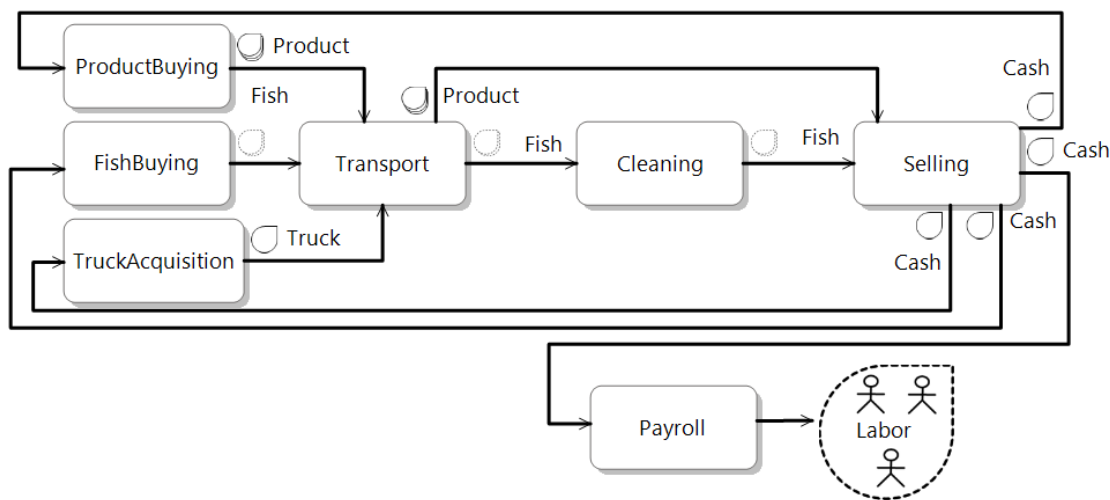 Product
ProductBuying
Cash
Fish
Product
FishBuying
Transport
Fish
Cleaning
Fish
Selling
Cash
Truck
Cash
TruckAcquisition
Cash
Payroll
Labor